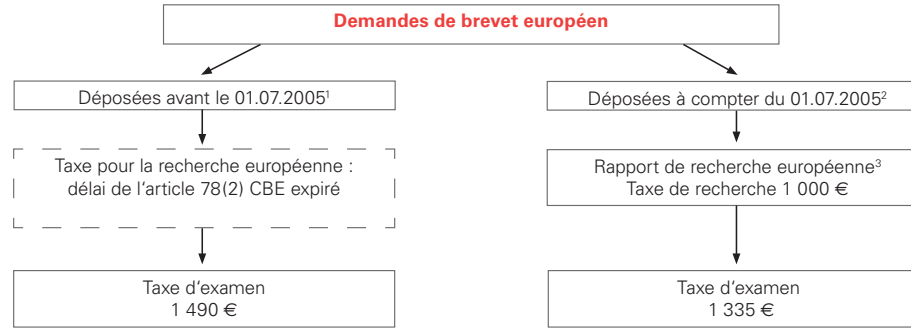 Demandes de brevet européen
Déposées avant le 01.07.2005¹
Déposées à compter du 01.07.2005²
Taxe pour la recherche européenne :
délai de l'article 78(2) CBE expiré
Rapport de recherche européenne³
Taxe de recherche 1 000 €
Taxe d'examen
1 490 €
Taxe d'examen
1 335 €